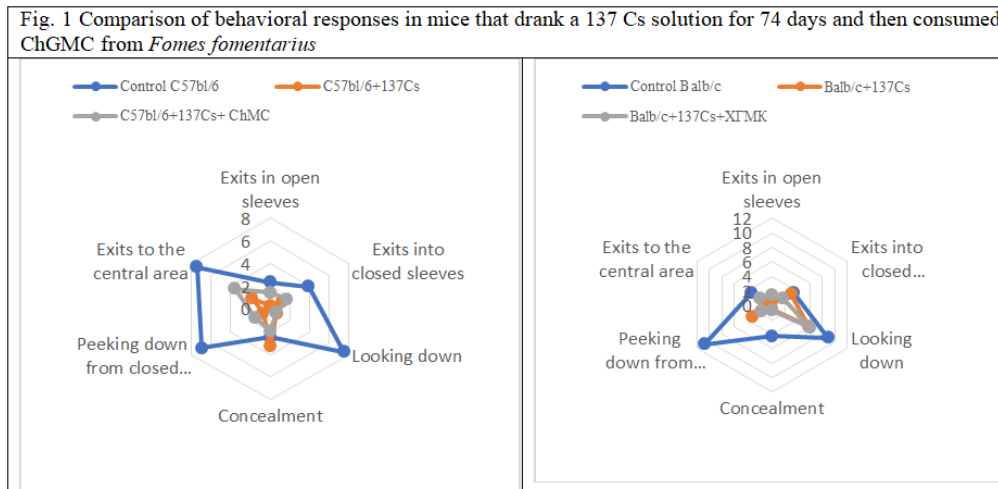 Fig. 1 Comparison of behavioral responses in mice that drank a 137 Cs solution for 74 days and then consumed
ChGMC from Fomes fomentarius
Control C57bl/6
C57bl/6+137Cs
C57bl/6+137Cs+ ChMC
Exits in open
sleeves
8
6
4
2
0
Exits to the
central area
Exits into
closed sleeves
Peeking down
from closed...
Looking down
Concealment
Control Balb/c
Balb/c+137Cs
Balb/c+137Cs+ХГМК
Exits in open
sleeves
12
10
8
6
4
2
0
Exits to the
central area
Exits into
closed...
Peeking
down from...
Looking
down
Concealment